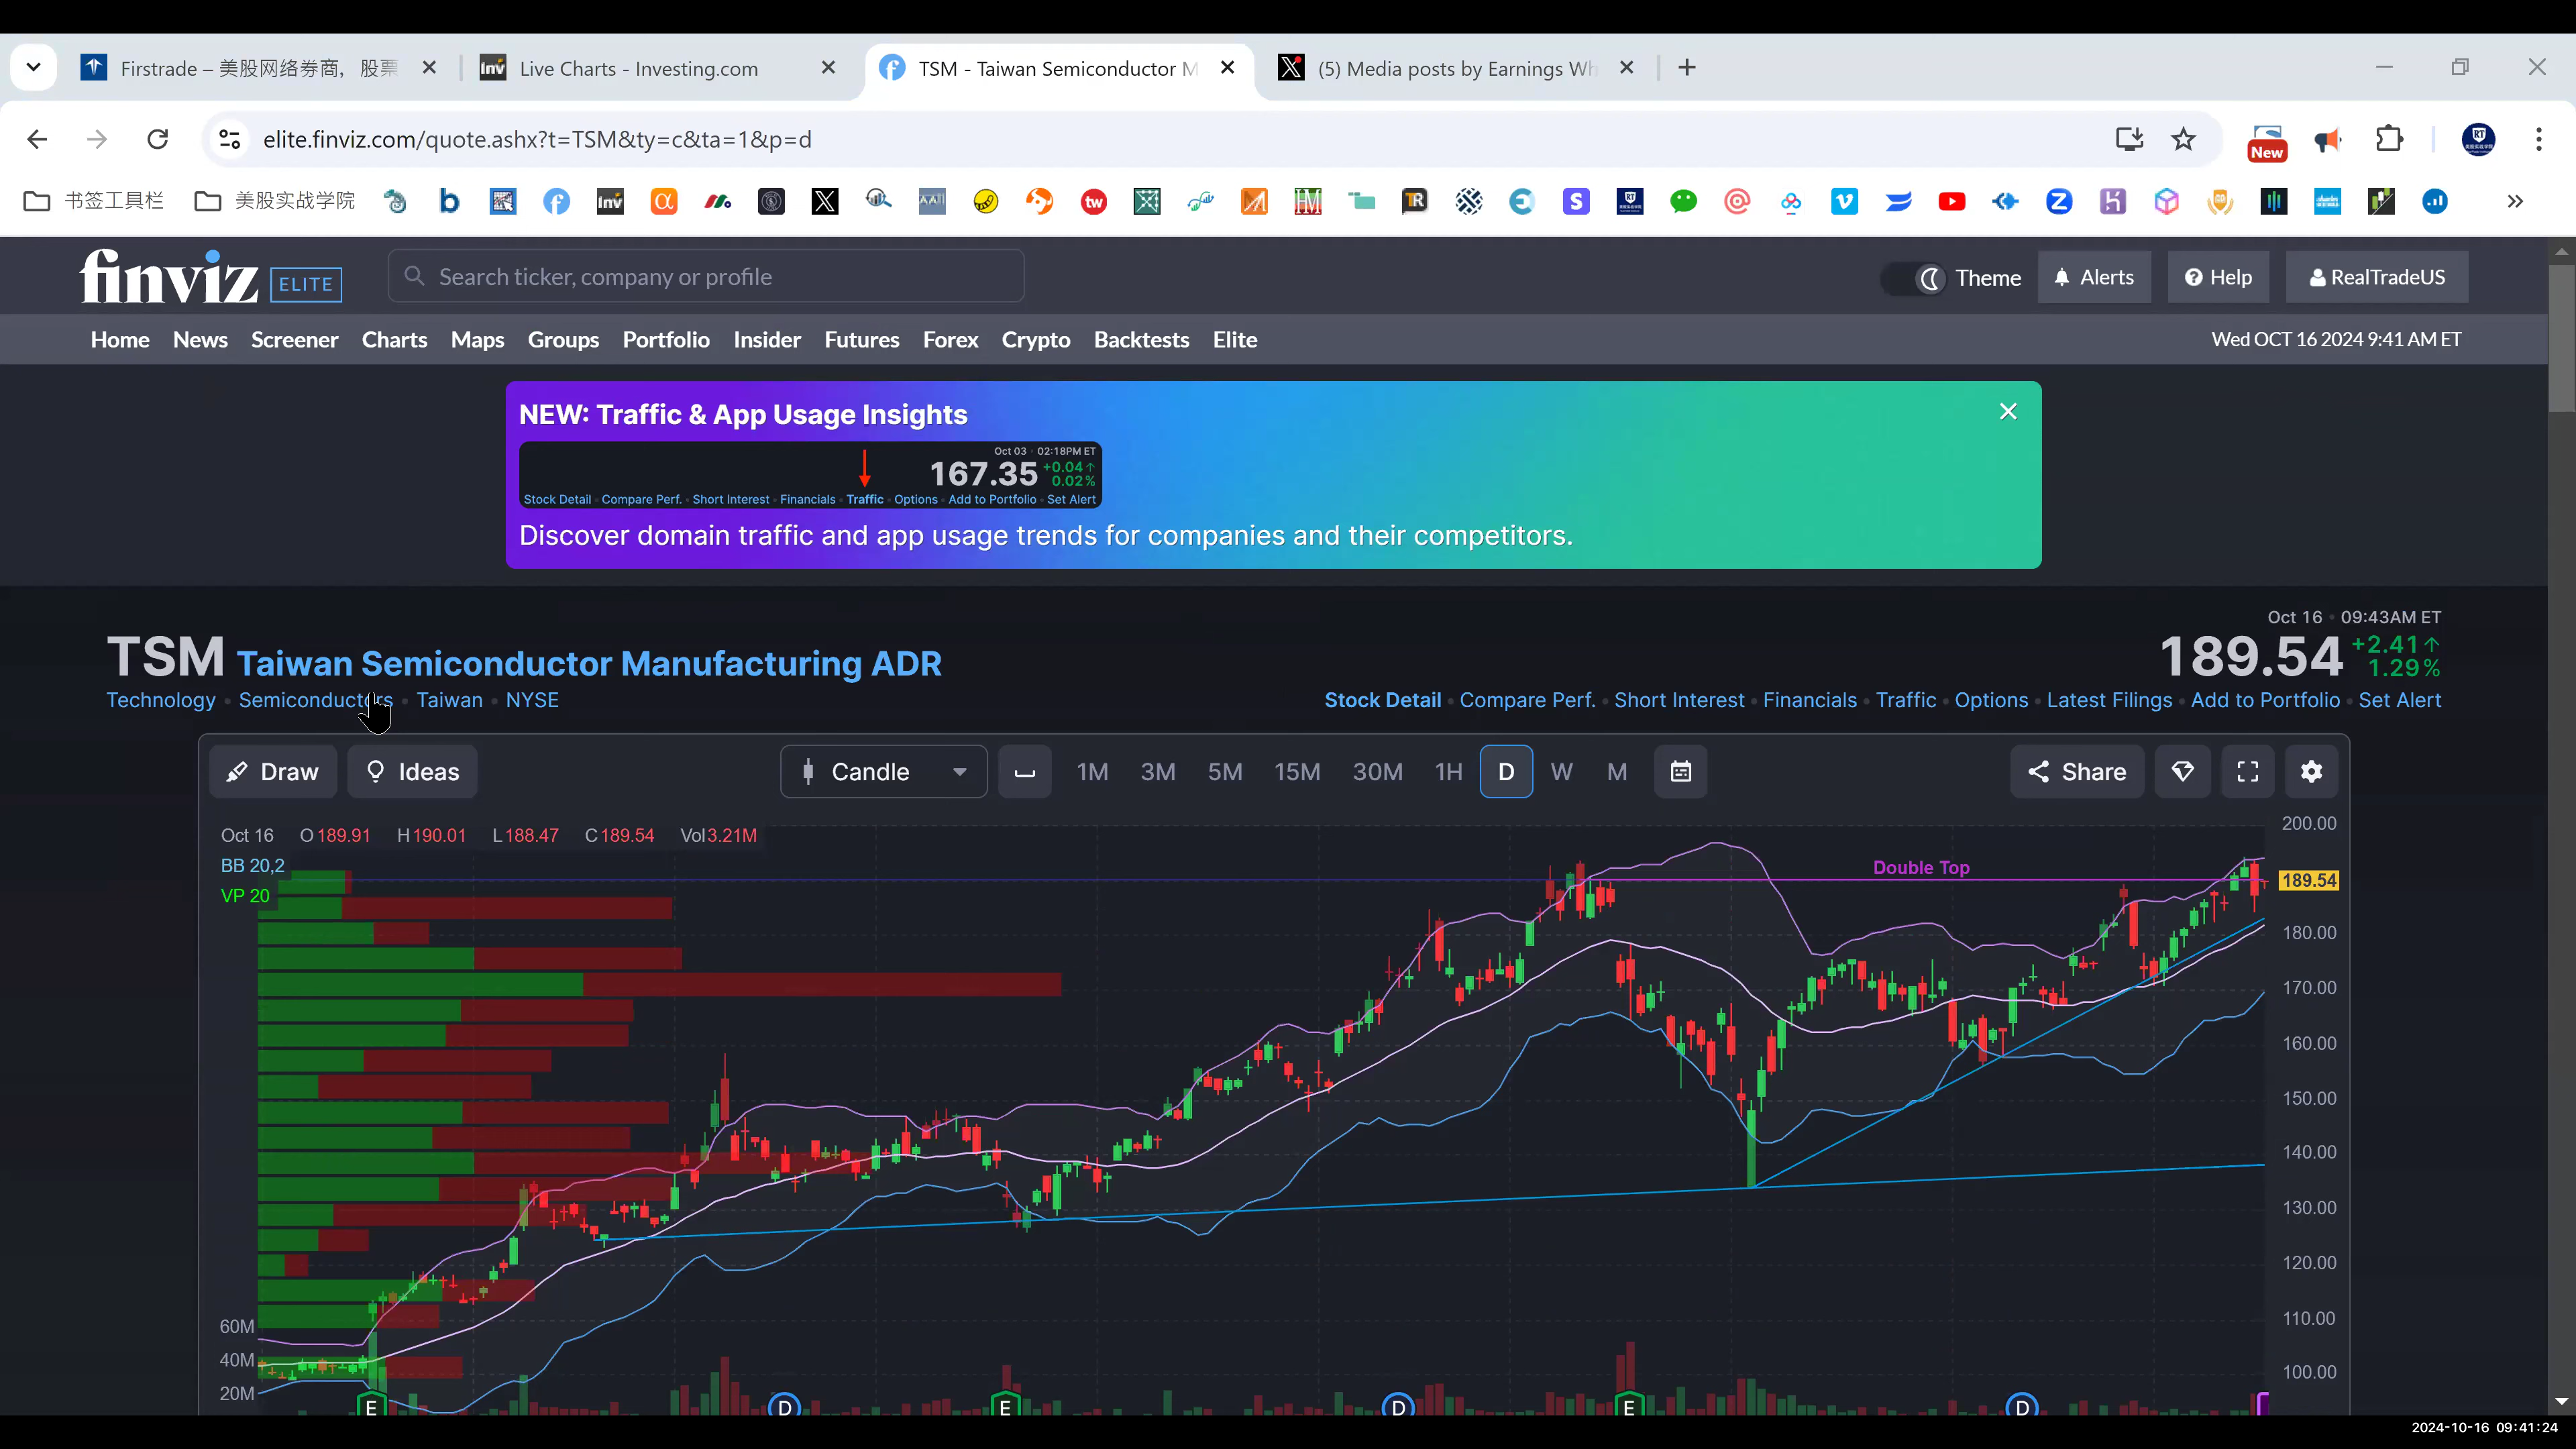 Firstrade – 美股网络券商，股票
Live Charts - Investing.com
TSM - Taiwan Semiconductor M
(5) Media posts by Earnings Wh
elite.finviz.com/quote.ashx?t=TSM&ty=c&ta=1&p=d
New
书签工具栏
美股实战学院
finviz ELITE
Search ticker, company or profile
Theme
Alerts
Help
RealTradeUS
Home News Screener Charts Maps Groups Portfolio Insider Futures Forex Crypto Backtests Elite
Wed OCT 16 2024 9:41 AM ET
NEW: Traffic & App Usage Insights
Oct 03 · 02:18PM ET
167.35 +0.04
0.02%
Stock Detail · Compare Perf. · Short Interest · Financials · Traffic · Options · Add to Portfolio · Set Alert
Discover domain traffic and app usage trends for companies and their competitors.
Oct 16 · 09:43AM ET
TSM Taiwan Semiconductor Manufacturing ADR
189.54 +2.41
1.29%
Technology · Semiconductors · Taiwan · NYSE
Stock Detail · Compare Perf. · Short Interest · Financials · Traffic · Options · Latest Filings · Add to Portfolio · Set Alert
Draw Ideas Candle 1M 3M 5M 15M 30M 1H D W M Share
Oct 16 O189.91 H190.01 L188.47 C189.54 Vol3.21M
BB 20,2
VP 20
Double Top
200.00
189.54
180.00
170.00
160.00
150.00
140.00
130.00
120.00
110.00
100.00
60M
40M
20M
E D E D E D
2024-10-16 09:41:24